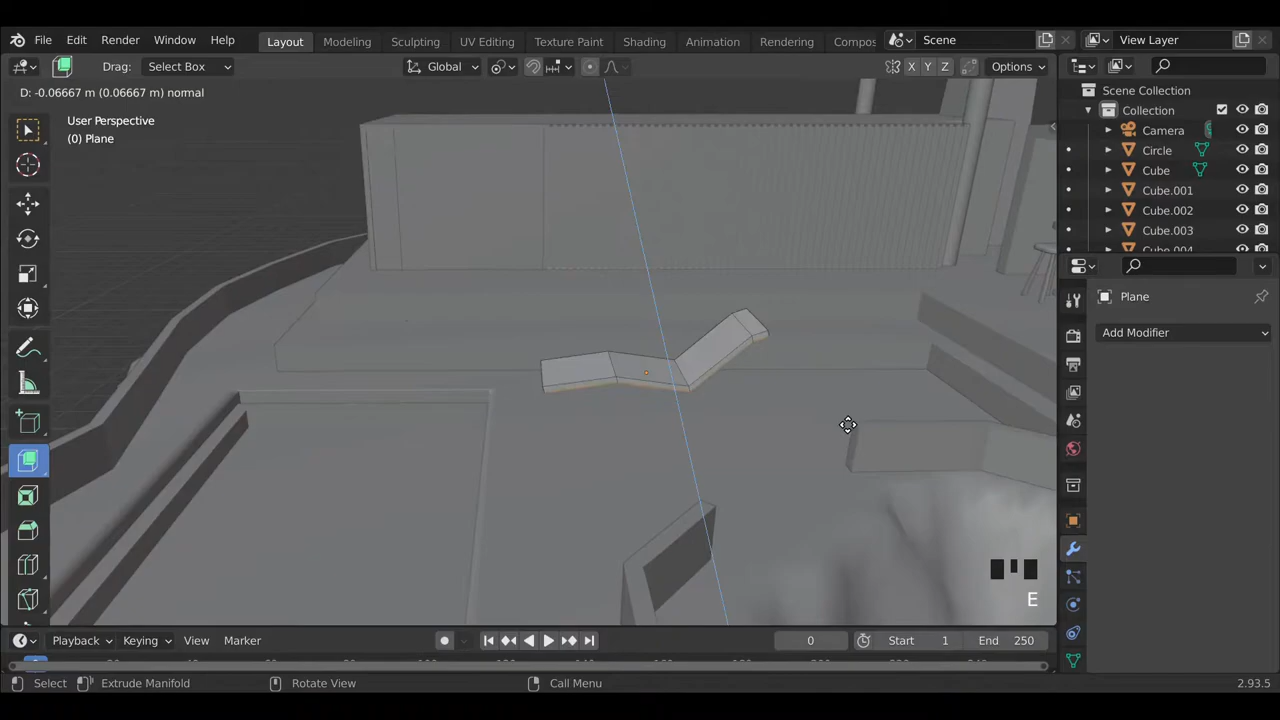 File Edit Render Window Help Layout Modeling Sculpting UV Editing Texture Paint Shading Animation Rendering Compos Scene View Layer
Drag: Select Box Global X Y Z Options
D: -0.06667 m (0.06667 m) normal
User Perspective
(0) Plane
Scene Collection
Collection
Camera
Circle
Cube
Cube.001
Cube.002
Cube.003
Cube.004
Plane
Add Modifier
E
Playback Keying View Marker 0 Start 1 End 250
Select Extrude Manifold Rotate View Call Menu 2.93.5